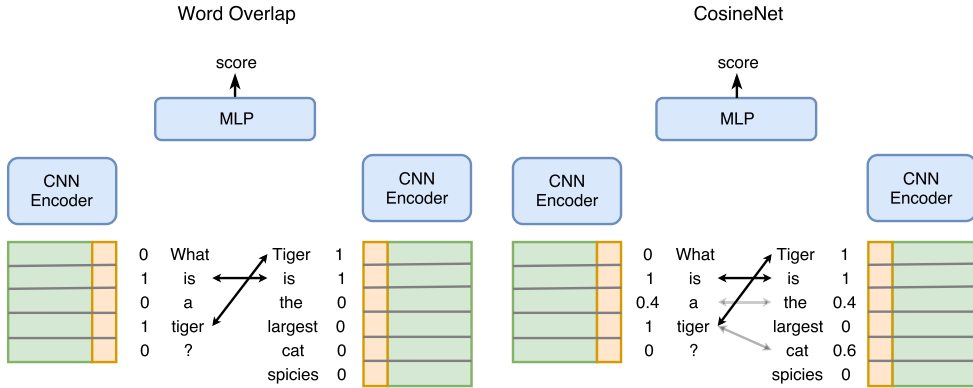 Word Overlap
score
MLP
CNN
Encoder
CNN
Encoder
0 What Tiger 1
1 is is 1
0 a the 0
1 tiger largest 0
0 ? cat 0
spicies 0
CosineNet
score
MLP
CNN
Encoder
CNN
Encoder
0 What Tiger 1
1 is is 1
0.4 a the 0.4
1 tiger largest 0
0 ? cat 0.6
spicies 0